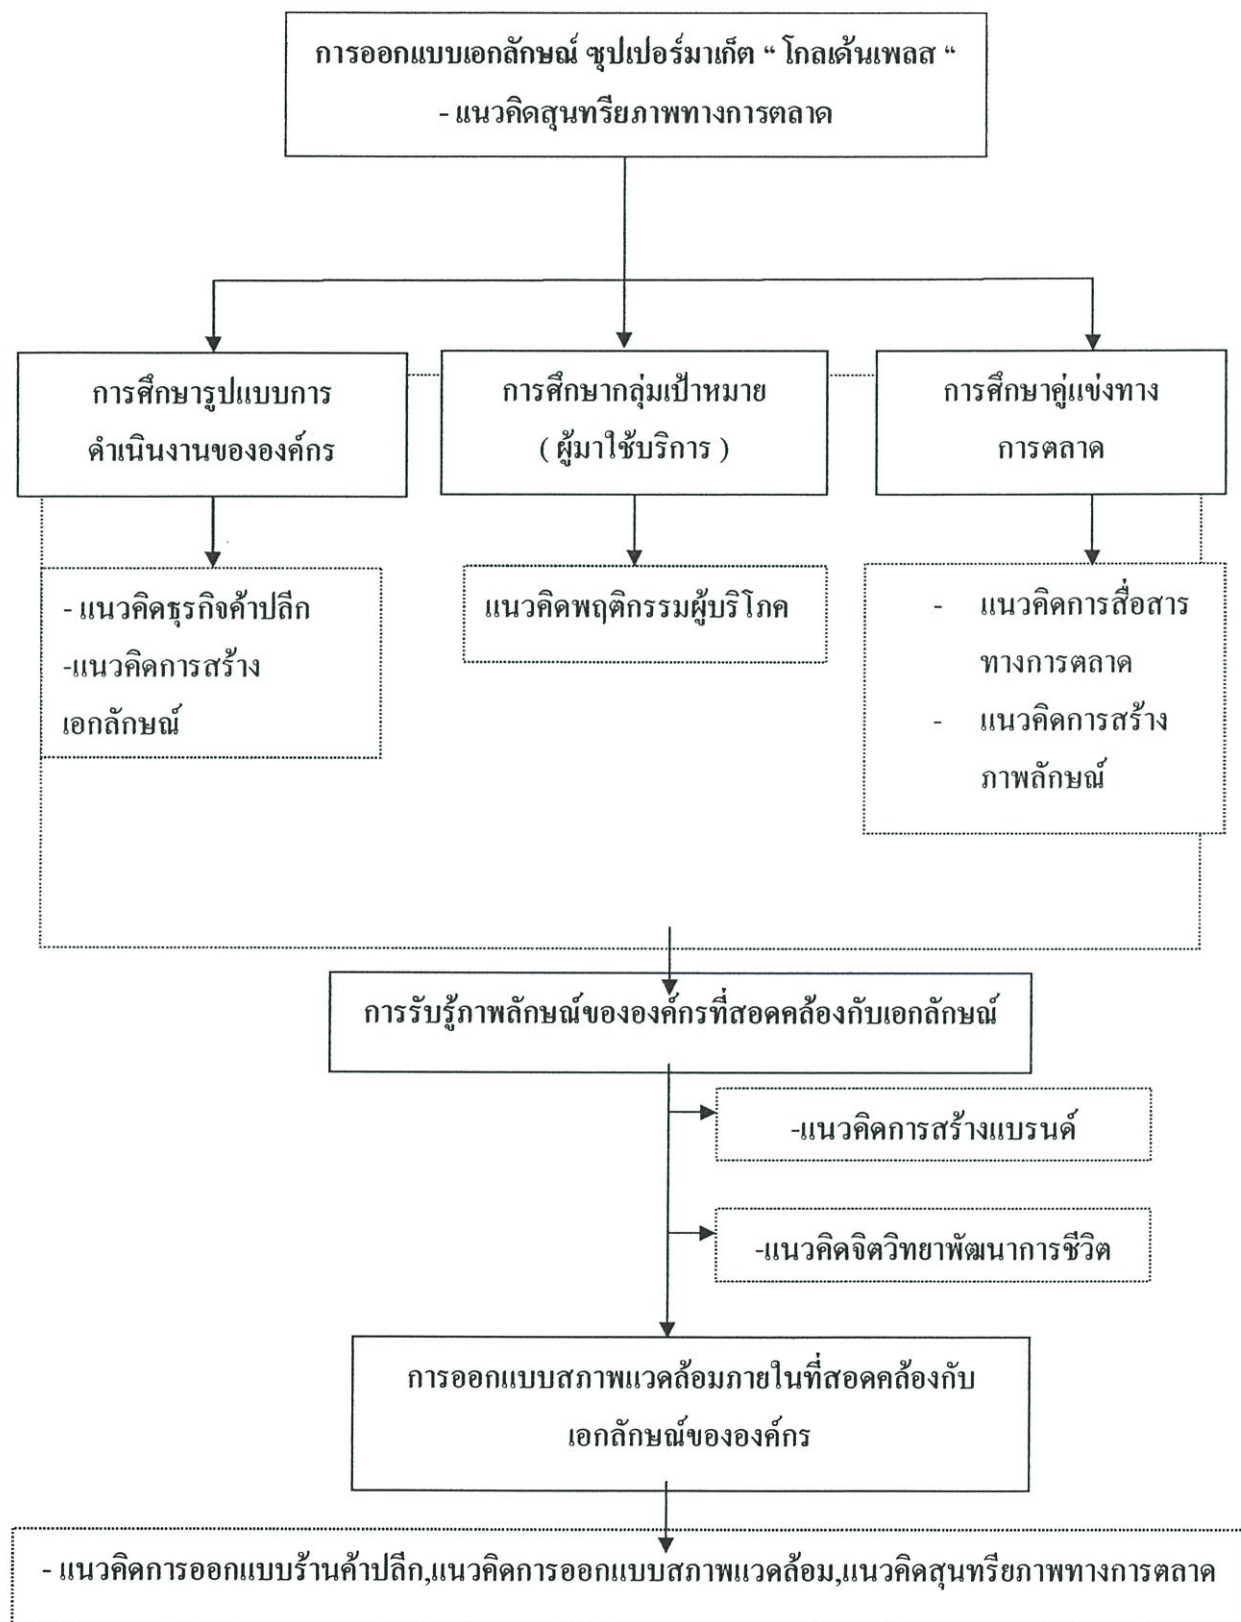 การออกแบบเอกลักษณ์ ซุปเปอร์มาเก็ต “ โกลเด้นเพลส “
- แนวคิดสุนทรียภาพทางการตลาด
การศึกษารูปแบบการ
ดำเนินงานขององค์กร
การศึกษากลุ่มเป้าหมาย
( ผู้มาใช้บริการ )
การศึกษาคู่แข่งทาง
การตลาด
- แนวคิดธุรกิจค้าปลีก
-แนวคิดการสร้าง
เอกลักษณ์
แนวคิดพฤติกรรมผู้บริโภค
- แนวคิดการสื่อสาร
ทางการตลาด
- แนวคิดการสร้าง
ภาพลักษณ์
การรับรู้ภาพลักษณ์ขององค์กรที่สอดคล้องกับเอกลักษณ์
-แนวคิดการสร้างแบรนด์
-แนวคิดจิตวิทยาพัฒนาการชีวิต
การออกแบบสภาพแวดล้อมภายในที่สอดคล้องกับ
เอกลักษณ์ขององค์กร
- แนวคิดการออกแบบร้านค้าปลีก,แนวคิดการออกแบบสภาพแวดล้อม,แนวคิดสุนทรียภาพทางการตลาด